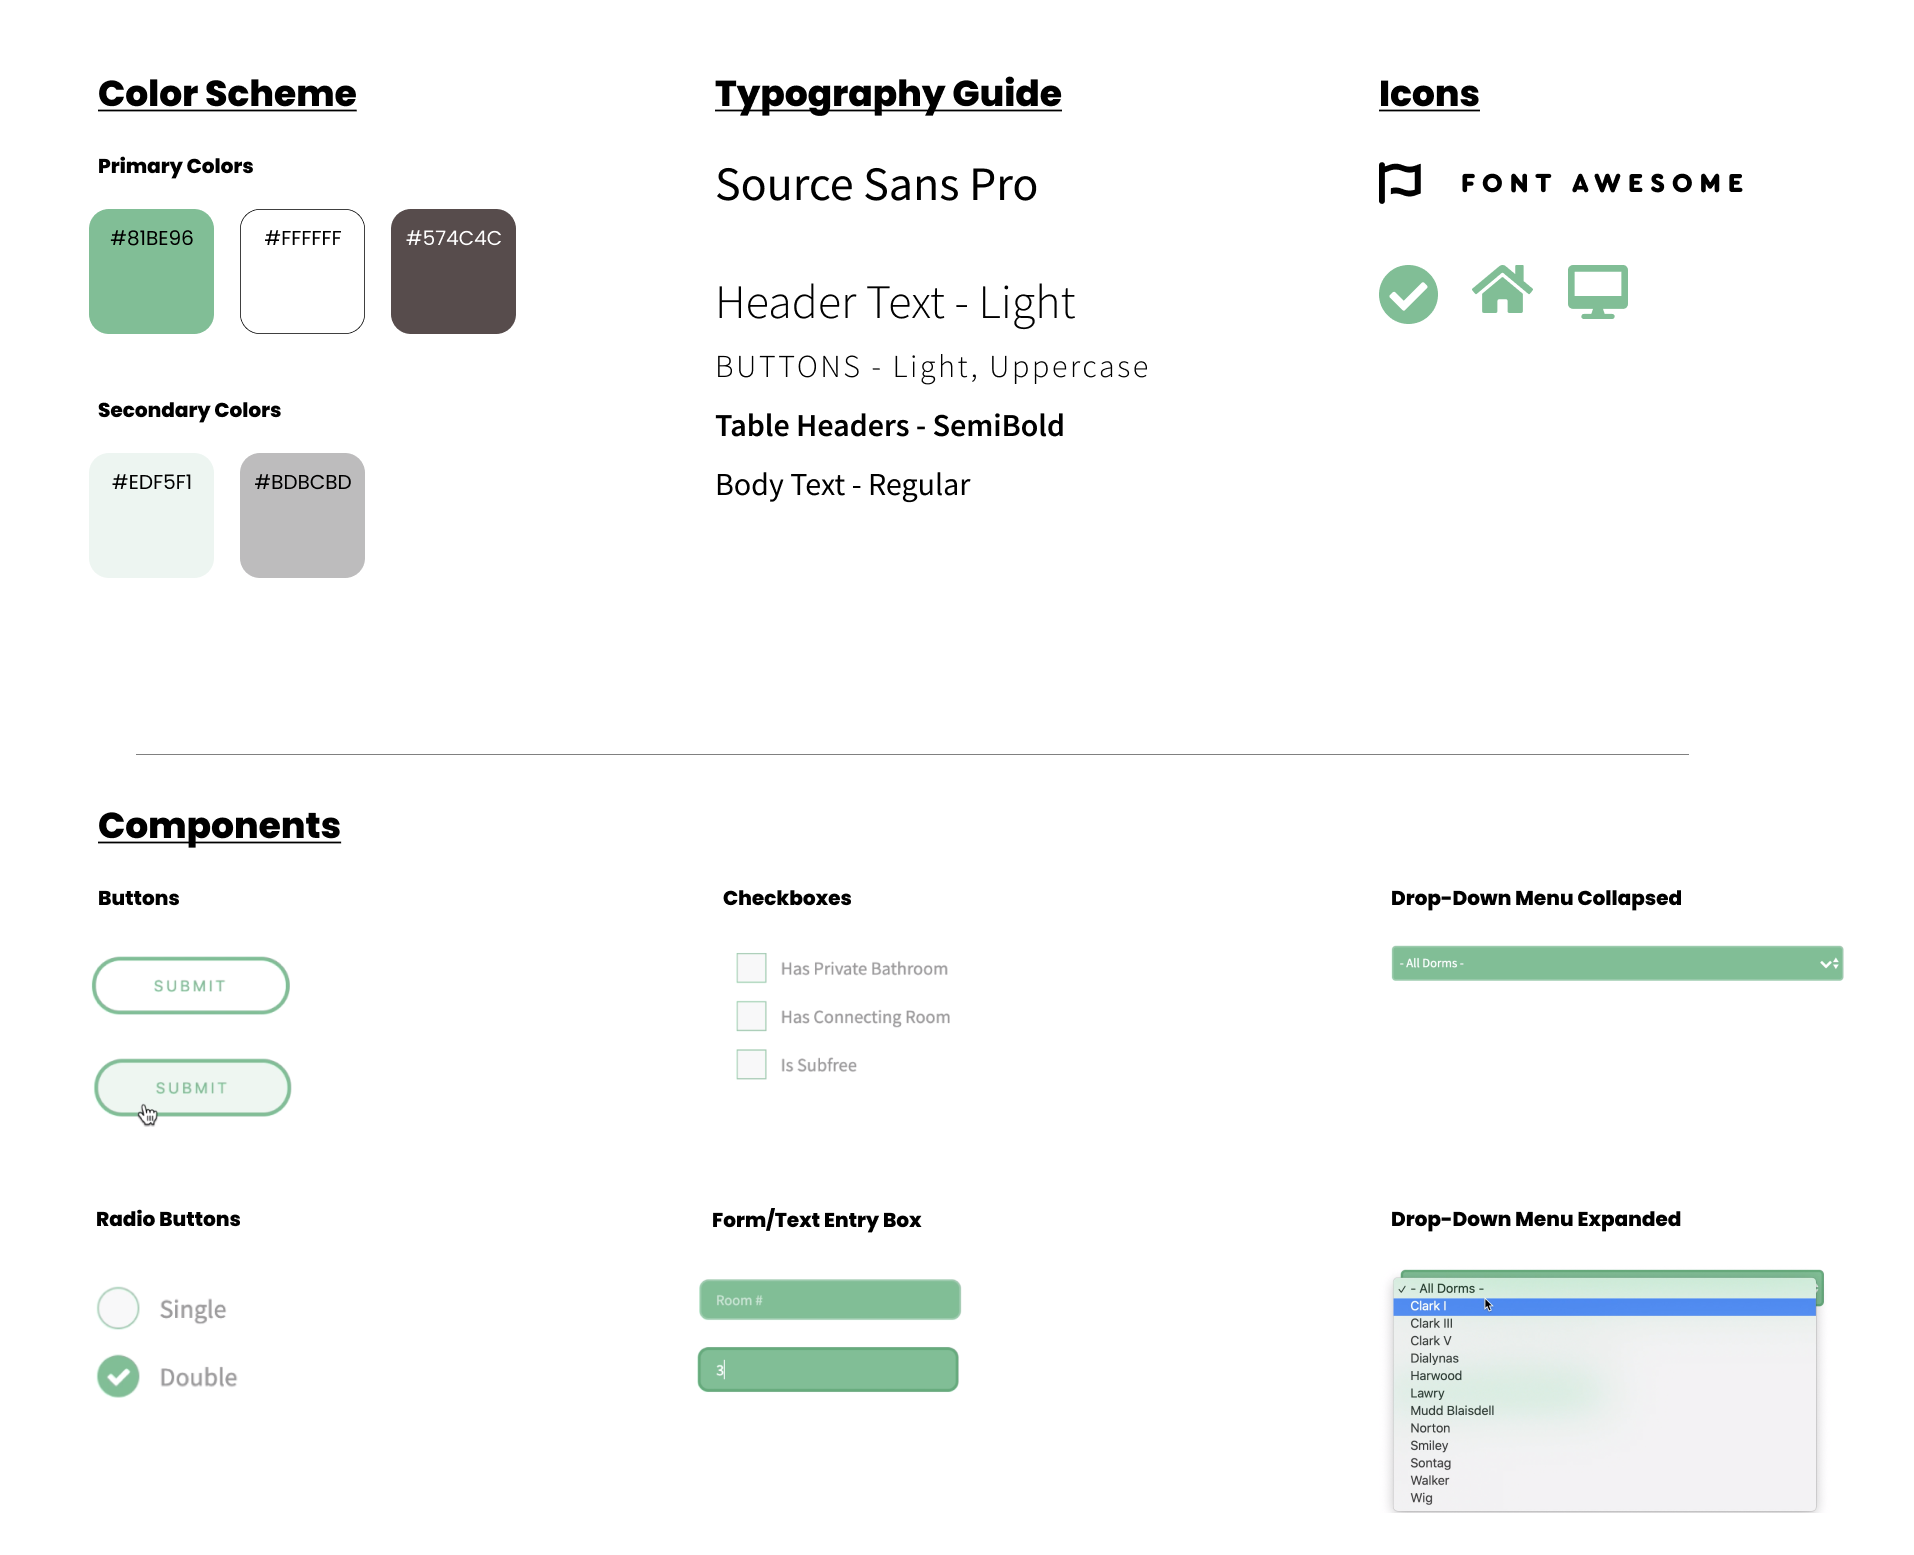 Color Scheme
Primary Colors
#81BE96
#FFFFFF
#574C4C
Secondary Colors
#EDF5F1
#BDBCBD
Typography Guide
Source Sans Pro
Header Text - Light
BUTTONS - Light, Uppercase
Table Headers - SemiBold
Body Text - Regular
Icons
FONT AWESOME
Components
Buttons
SUBMIT
SUBMIT
Checkboxes
Has Private Bathroom
Has Connecting Room
Is Subfree
Drop-Down Menu Collapsed
- All Dorms -
Radio Buttons
Single
Double
Form/Text Entry Box
Room #
3
Drop-Down Menu Expanded
✓ - All Dorms -
Clark I
Clark III
Clark V
Dialynas
Harwood
Lawry
Mudd Blaisdell
Norton
Smiley
Sontag
Walker
Wig